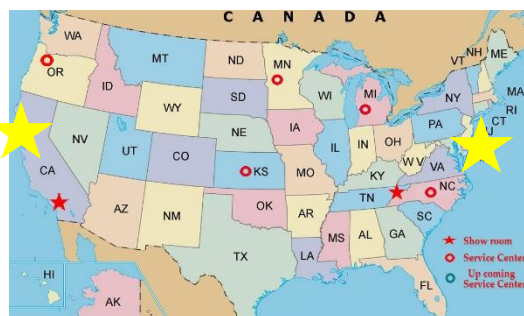 CANADA
WA
MT
ND
MN
VT
NH
ME
OR
ID
WY
SD
WI
MI
NY
MA
RI
CT
J
NV
UT
CO
NE
IA
IL
IN
OH
PA
W V
VA
CA
KS
MO
KY
NC
TN
AZ
NM
OK
AR
SC
TX
LA
MS
AL
GA
FL
HI
AK
Show room
Service Center
Up coming
Service Center